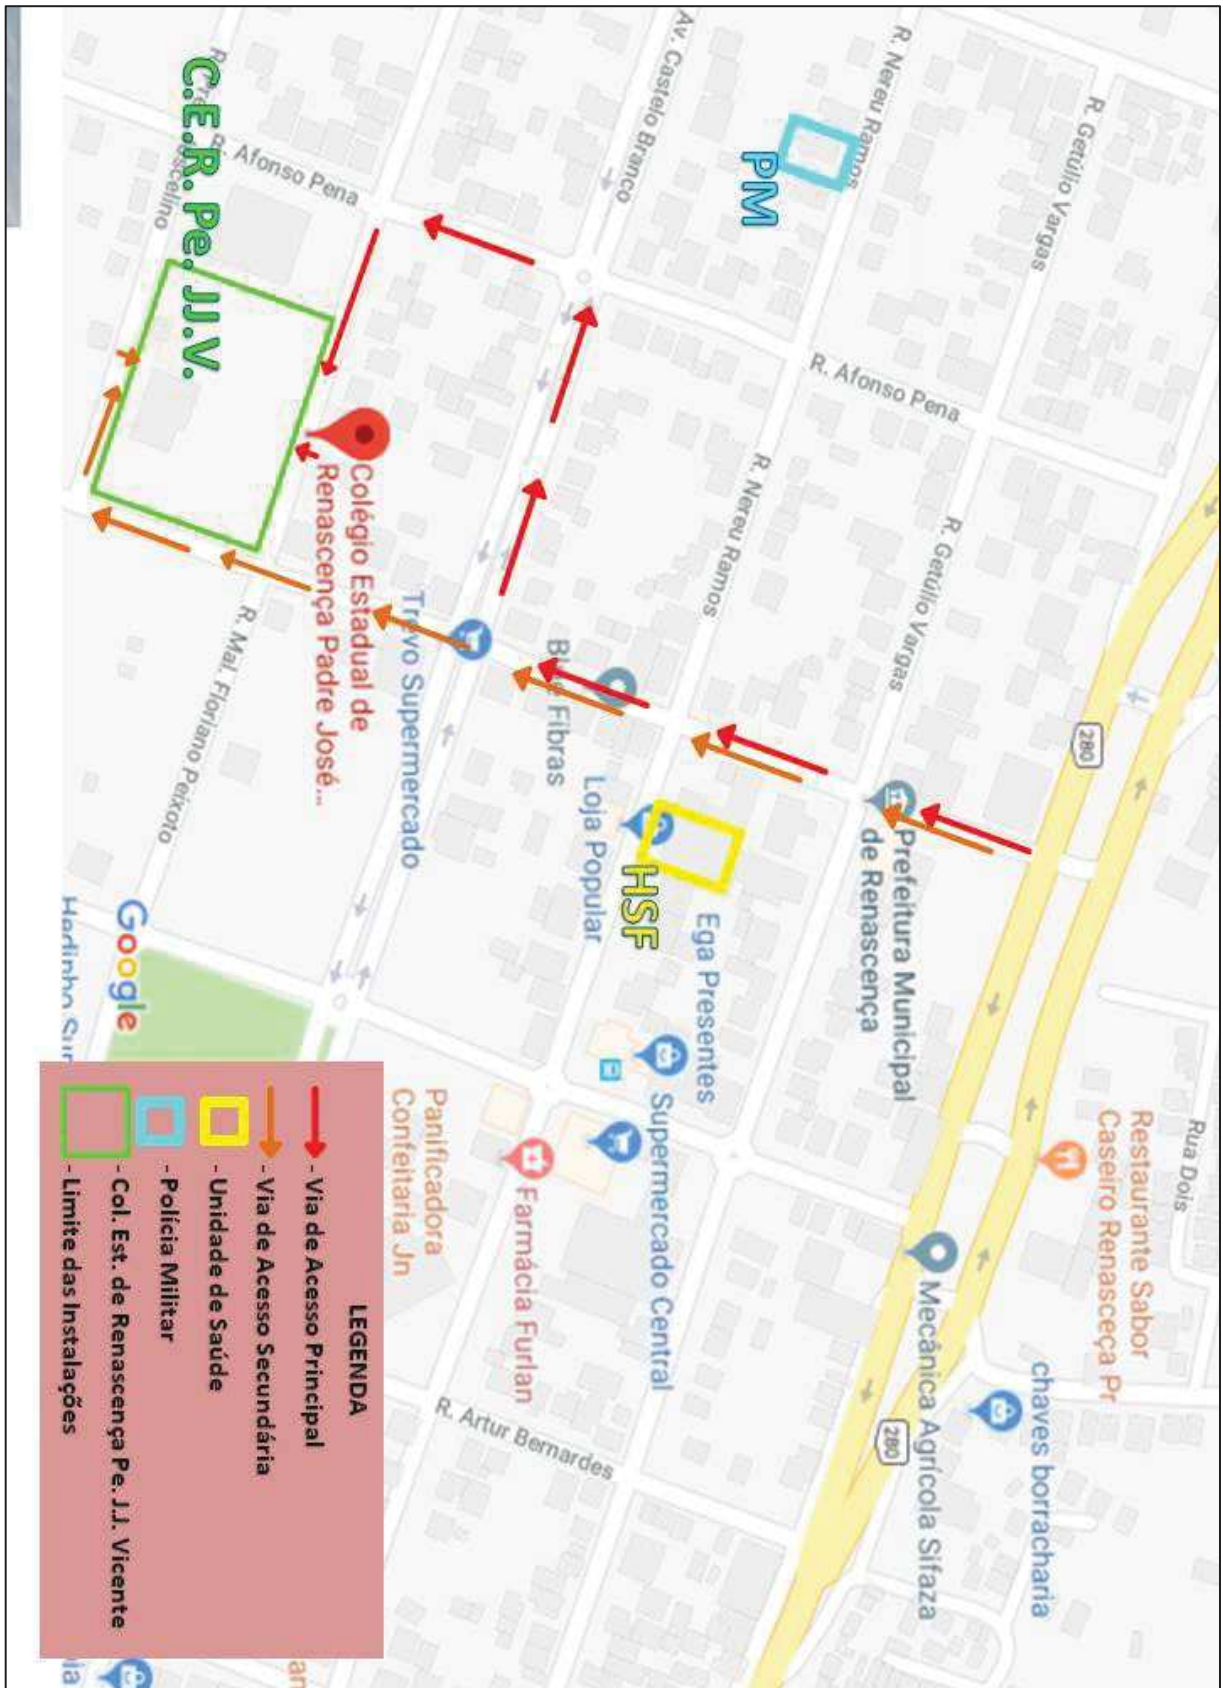 Rua Dois
Restaurante Sabor
Caseiro Renasceça Pr
chaves borracharia
Mecânica Agrícola Sifaza
280
280
R. Getúlio Vargas
R. Getúlio Vargas
Prefeitura Municipal
de Renascença
R. Nereu Ramos
R. Nereu Ramos
R. Afonso Pena
PM
Av. Castelo Branco
Ega Presentes
HSF
Loja Popular
Supermercado Central
Farmácia Furlan
Panificadora
Confeitaria Jn
R. Artur Bernardes
Fibras
Trevo Supermercado
Colégio Estadual de
Renascença Padre José...
R. Afonso Pena
C.E.R. Pe. JJ.V.
R. Mal. Floriano Peixoto
Google
LEGENDA
- Via de Acesso Principal
- Via de Acesso Secundária
- Unidade de Saúde
- Polícia Militar
- Col. Est. de Renascença Pe. J.J. Vicente
- Limite das Instalações